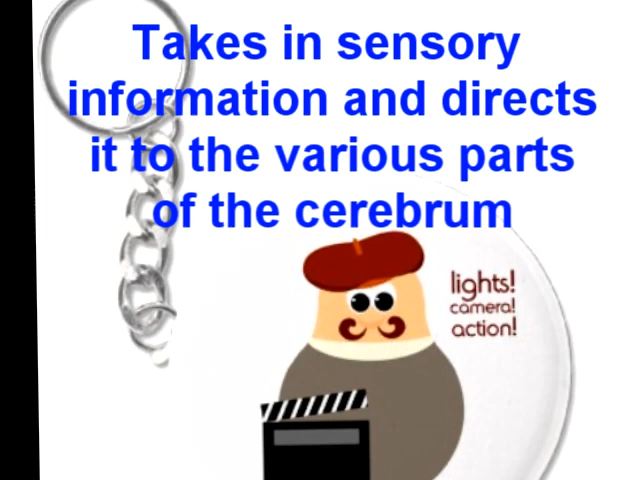 Takes in sensory
information and directs
it to the various parts
of the cerebrum
lights!
camera!
action!